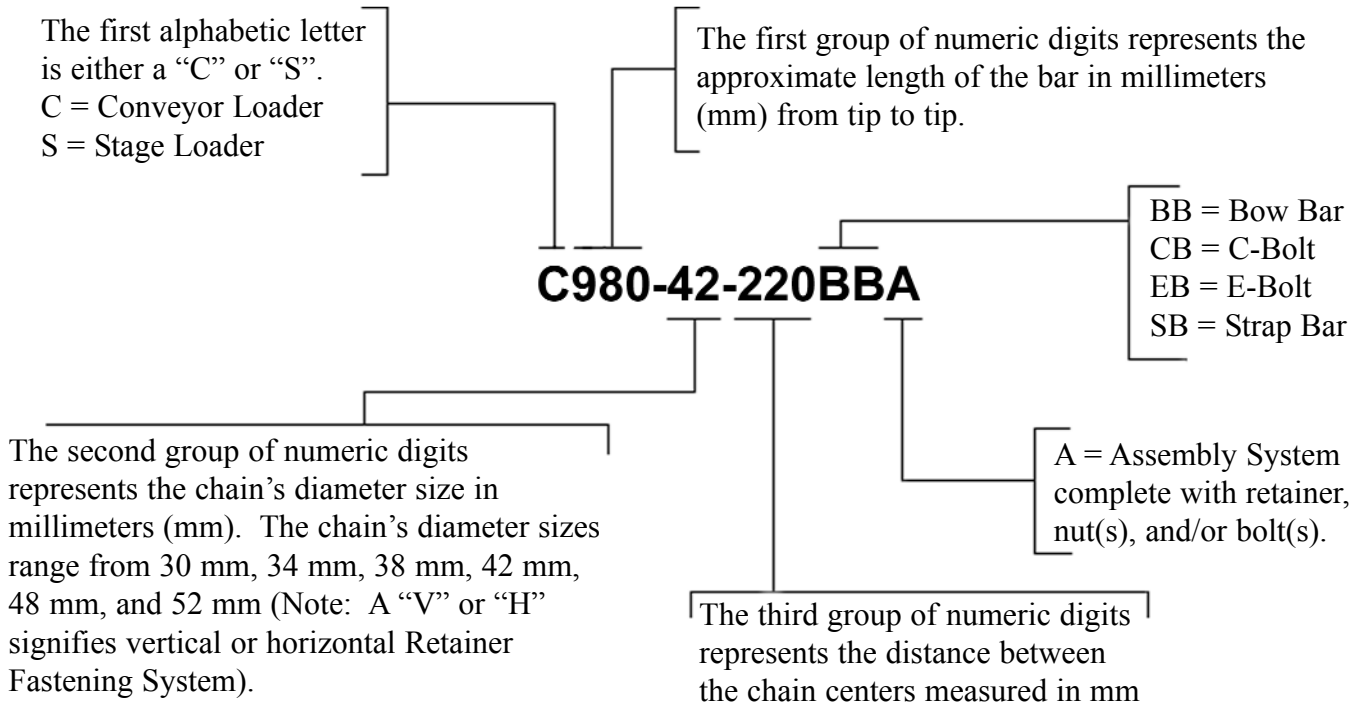 The first alphabetic letter
is either a “C” or “S”.
C = Conveyor Loader
S = Stage Loader
The first group of numeric digits represents the
approximate length of the bar in millimeters
(mm) from tip to tip.
BB = Bow Bar
CB = C-Bolt
EB = E-Bolt
SB = Strap Bar
C980-42-220BBA
The second group of numeric digits
represents the chain’s diameter size in
millimeters (mm).  The chain’s diameter sizes
range from 30 mm, 34 mm, 38 mm, 42 mm,
48 mm, and 52 mm (Note:  A “V” or “H”
signifies vertical or horizontal Retainer
Fastening System).
A = Assembly System
complete with retainer,
nut(s), and/or bolt(s).
The third group of numeric digits
represents the distance between
the chain centers measured in mm